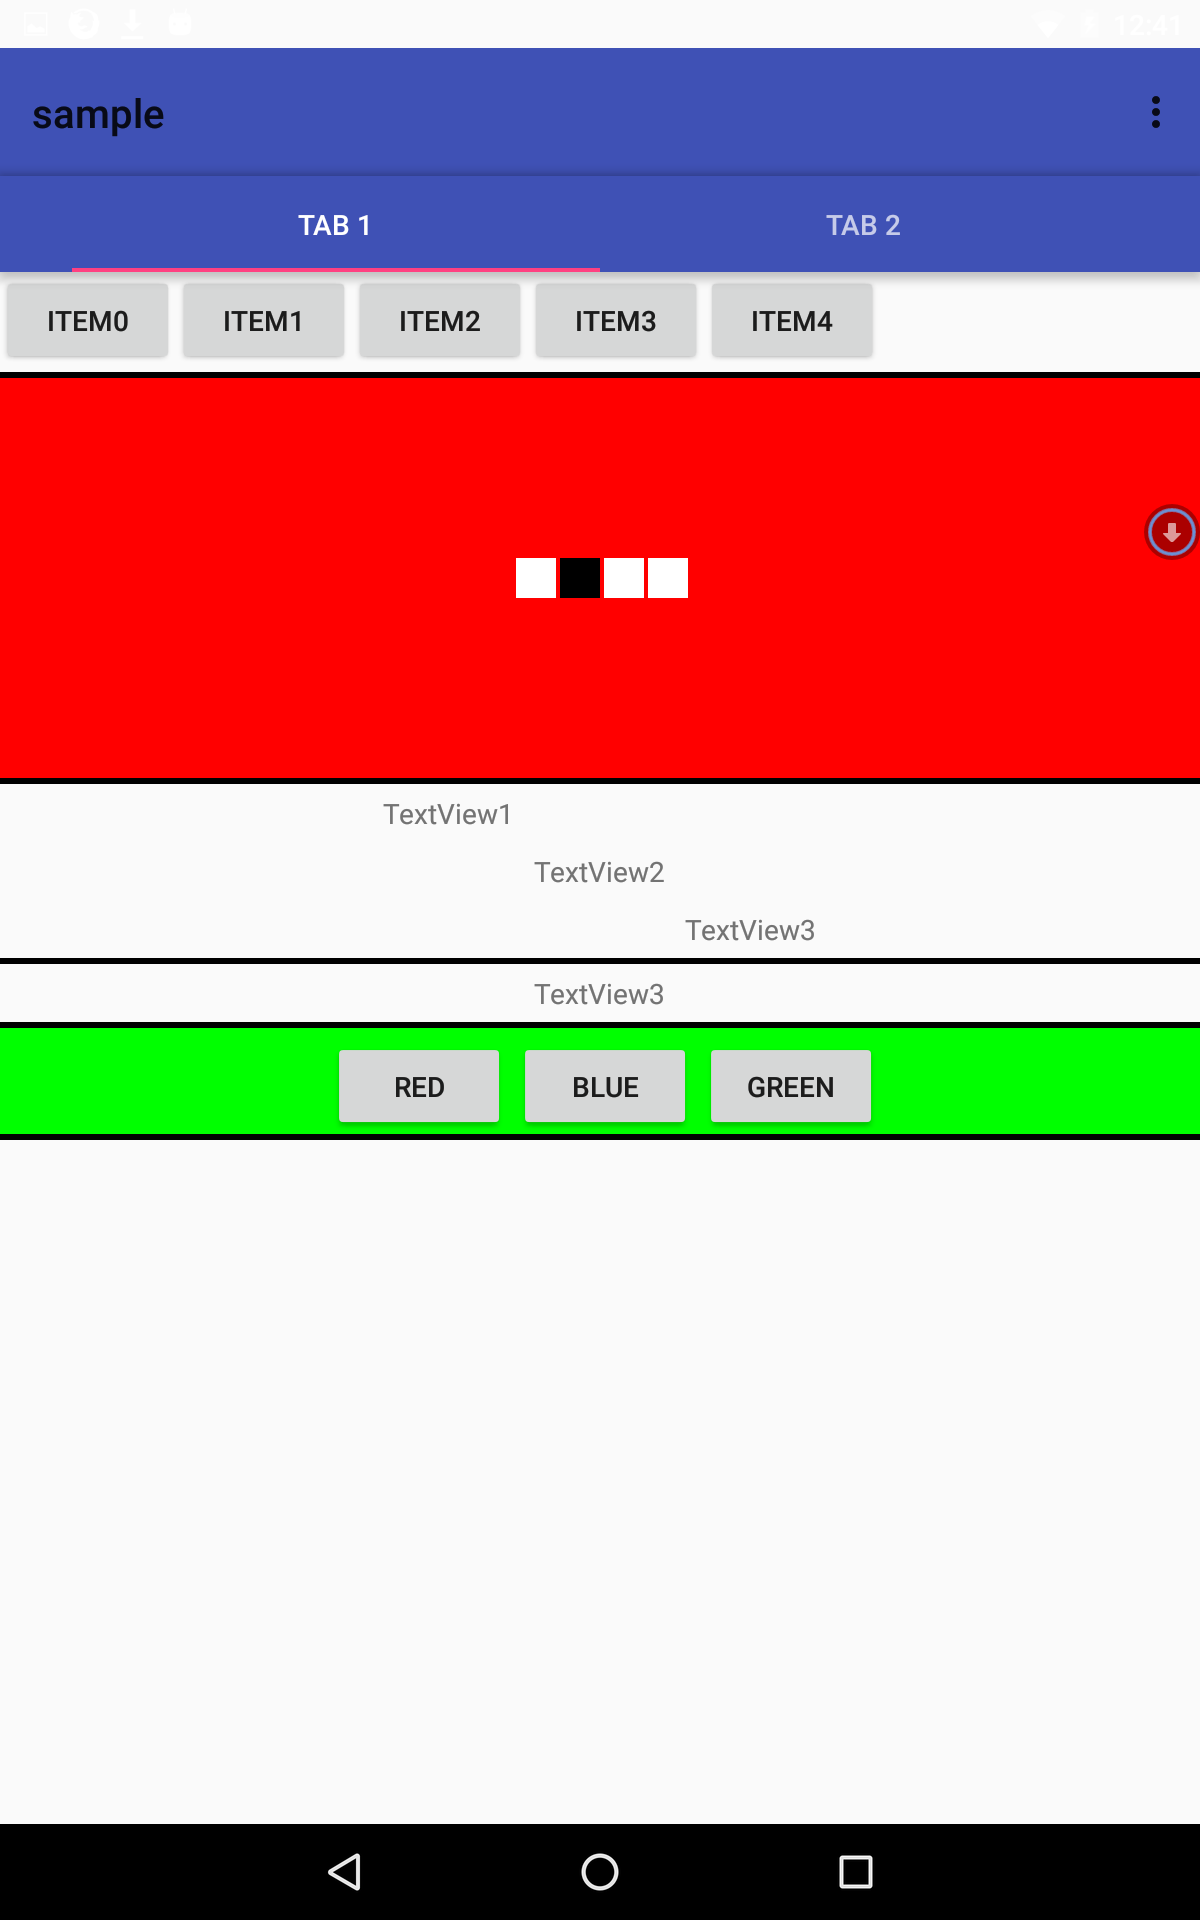 12:41
sample
TAB 1 TAB 2
ITEM0 ITEM1 ITEM2 ITEM3 ITEM4
TextView1
TextView2
TextView3
TextView3
RED BLUE GREEN